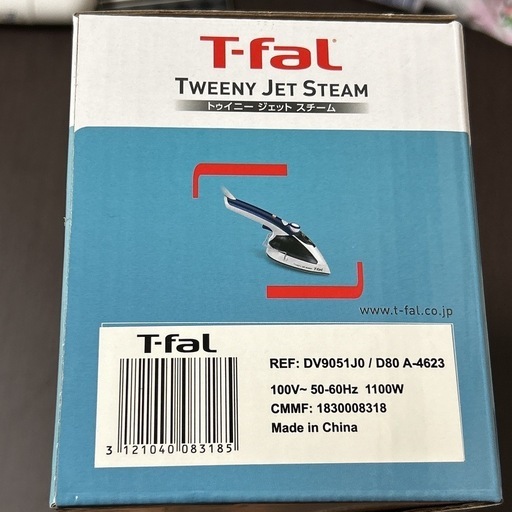 T-fal
TWEENY JET STEAM
トゥイニー ジェット スチーム
T-fal
www.t-fal.co.jp
T-fal
REF: DV9051J0 / D80 A-4623
100V~ 50-60Hz 1100W
CMMF: 1830008318
Made in China
3 121040 083185